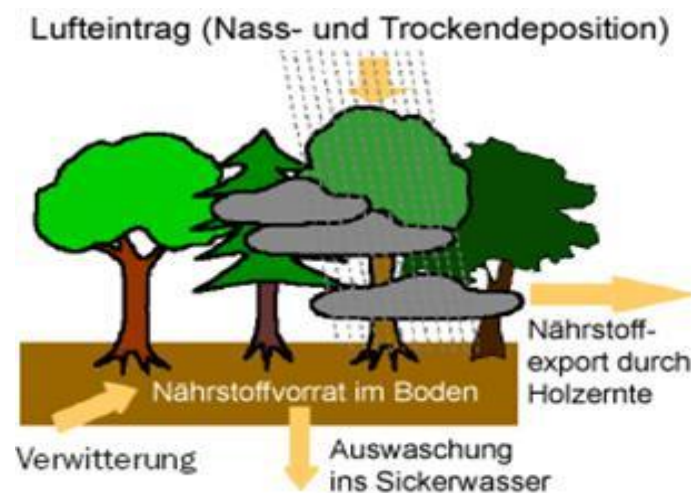 Lufteintrag (Nass- und Trockendeposition)
Nährstoff-
export durch
Holzernte
Nährstoffvorrat im Boden
Verwitterung
Auswaschung
ins Sickerwasser